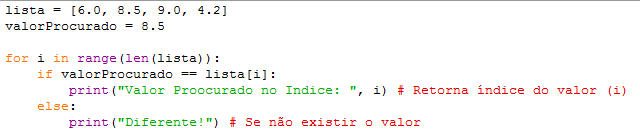 lista = [6.0, 8.5, 9.0, 4.2]
valorProcurado = 8.5
for i in range(len(lista)):
    if valorProcurado == lista[i]:
        print("Valor Proocurado no Indice: ", i) # Retorna índice do valor (i)
    else:
        print("Diferente!") # Se não existir o valor